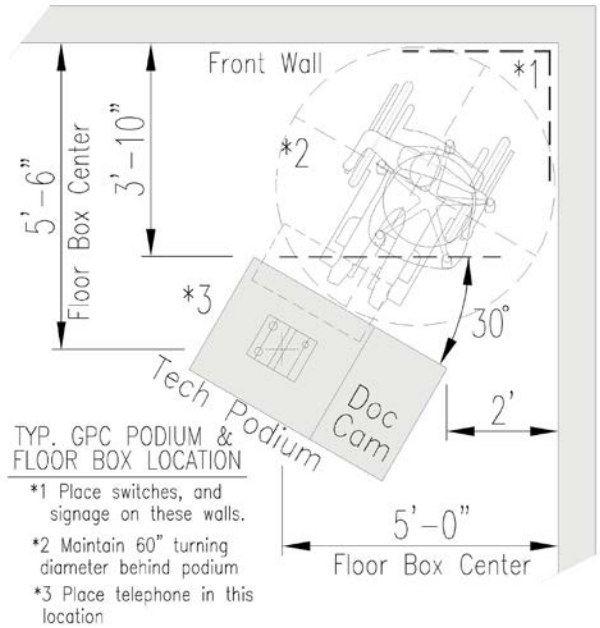 Front Wall
*1
5'-6"
Floor Box Center
3'-10"
*2
*3
30°
Tech Podium
Doc
Cam
2'
TYP. GPC PODIUM &
FLOOR BOX LOCATION
*1 Place switches, and
signage on these walls.
*2 Maintain 60" turning
diameter behind podium
*3 Place telephone in this
location
5'-0"
Floor Box Center